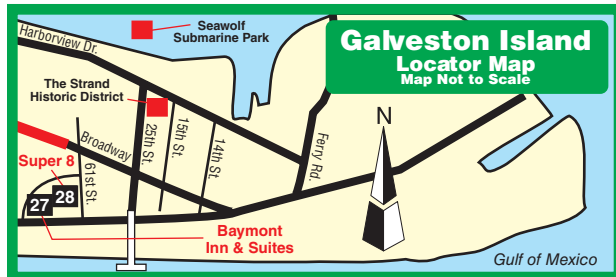 Harborview Dr.
Seawolf
Submarine Park
Galveston Island
Locator Map
Map Not to Scale
The Strand
Historic District
N
25th St.
15th St.
14th St.
Ferry Rd.
Broadway
Super 8
61st St.
27
28
Baymont
Inn & Suites
Gulf of Mexico